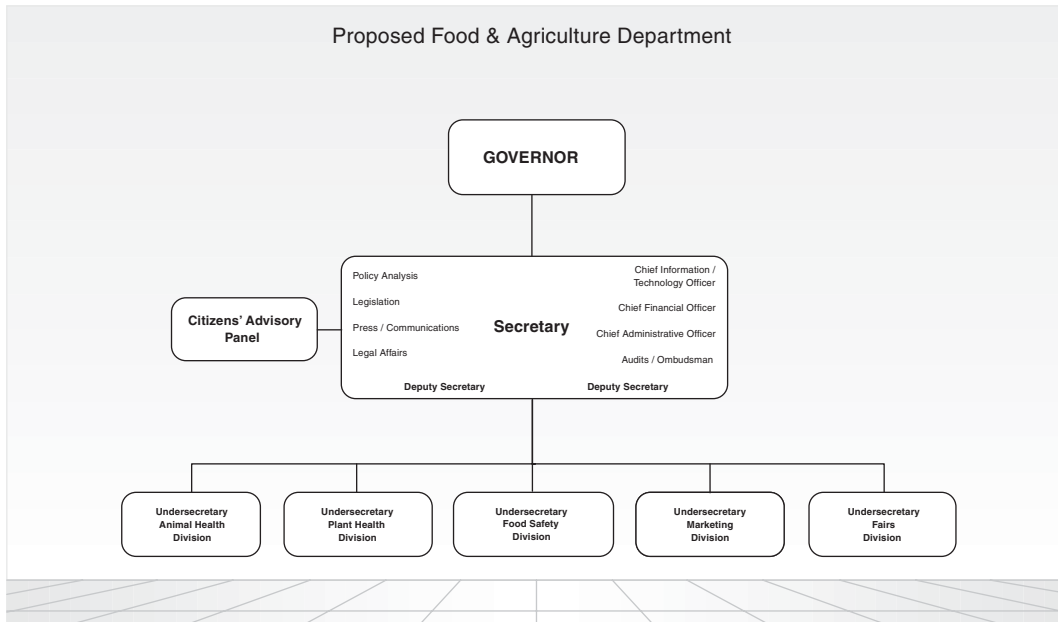 Proposed Food & Agriculture Department
GOVERNOR
Citizens’ Advisory
Panel
Policy Analysis
Legislation
Press / Communications
Legal Affairs
Secretary
Chief Information /
Technology Officer
Chief Financial Officer
Chief Administrative Officer
Audits / Ombudsman
Deputy Secretary
Deputy Secretary
Undersecretary
Animal Health
Division
Undersecretary
Plant Health
Division
Undersecretary
Food Safety
Division
Undersecretary
Marketing
Division
Undersecretary
Fairs
Division